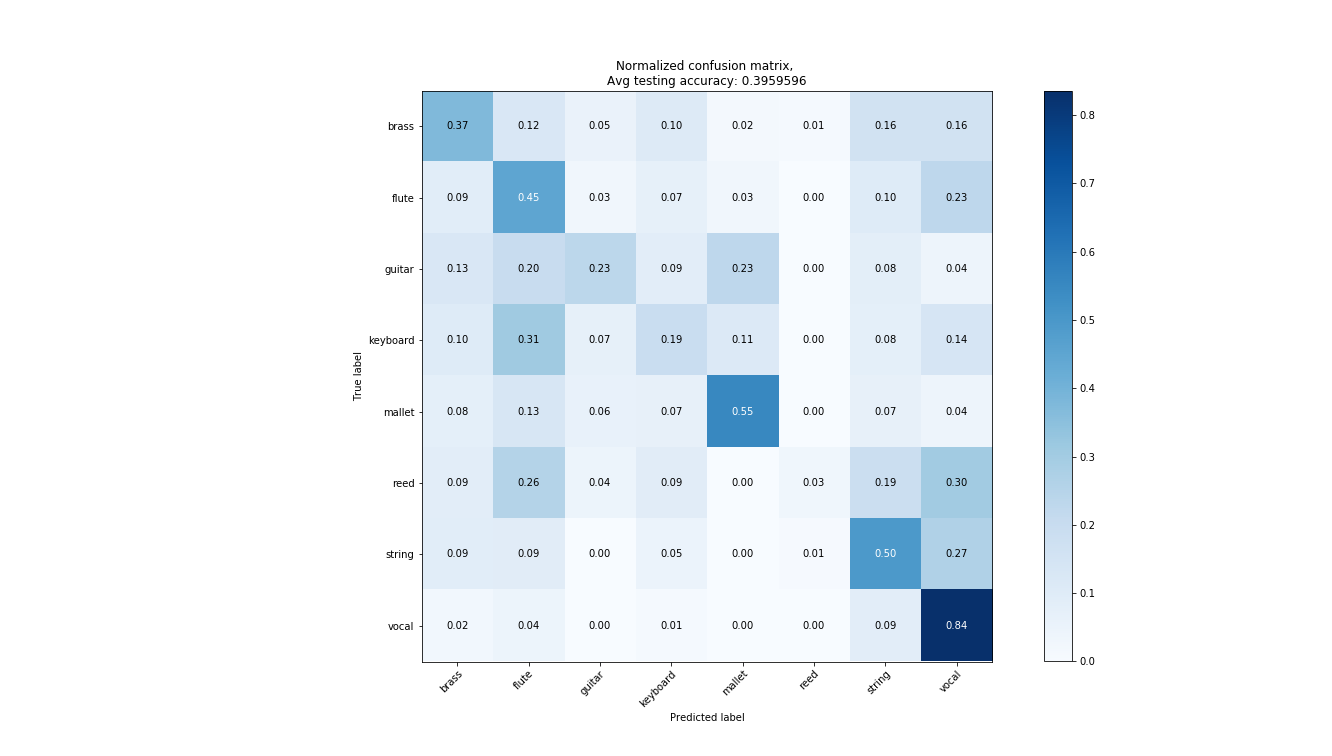 Normalized confusion matrix,
Avg testing accuracy: 0.3959596
brass 0.37 0.12 0.05 0.10 0.02 0.01 0.16 0.16
flute 0.09 0.45 0.03 0.07 0.03 0.00 0.10 0.23
guitar 0.13 0.20 0.23 0.09 0.23 0.00 0.08 0.04
keyboard 0.10 0.31 0.07 0.19 0.11 0.00 0.08 0.14
mallet 0.08 0.13 0.06 0.07 0.55 0.00 0.07 0.04
reed 0.09 0.26 0.04 0.09 0.00 0.03 0.19 0.30
string 0.09 0.09 0.00 0.05 0.00 0.01 0.50 0.27
vocal 0.02 0.04 0.00 0.01 0.00 0.00 0.09 0.84
True label
brass flute guitar keyboard mallet reed string vocal
Predicted label
0.8
0.7
0.6
0.5
0.4
0.3
0.2
0.1
0.0